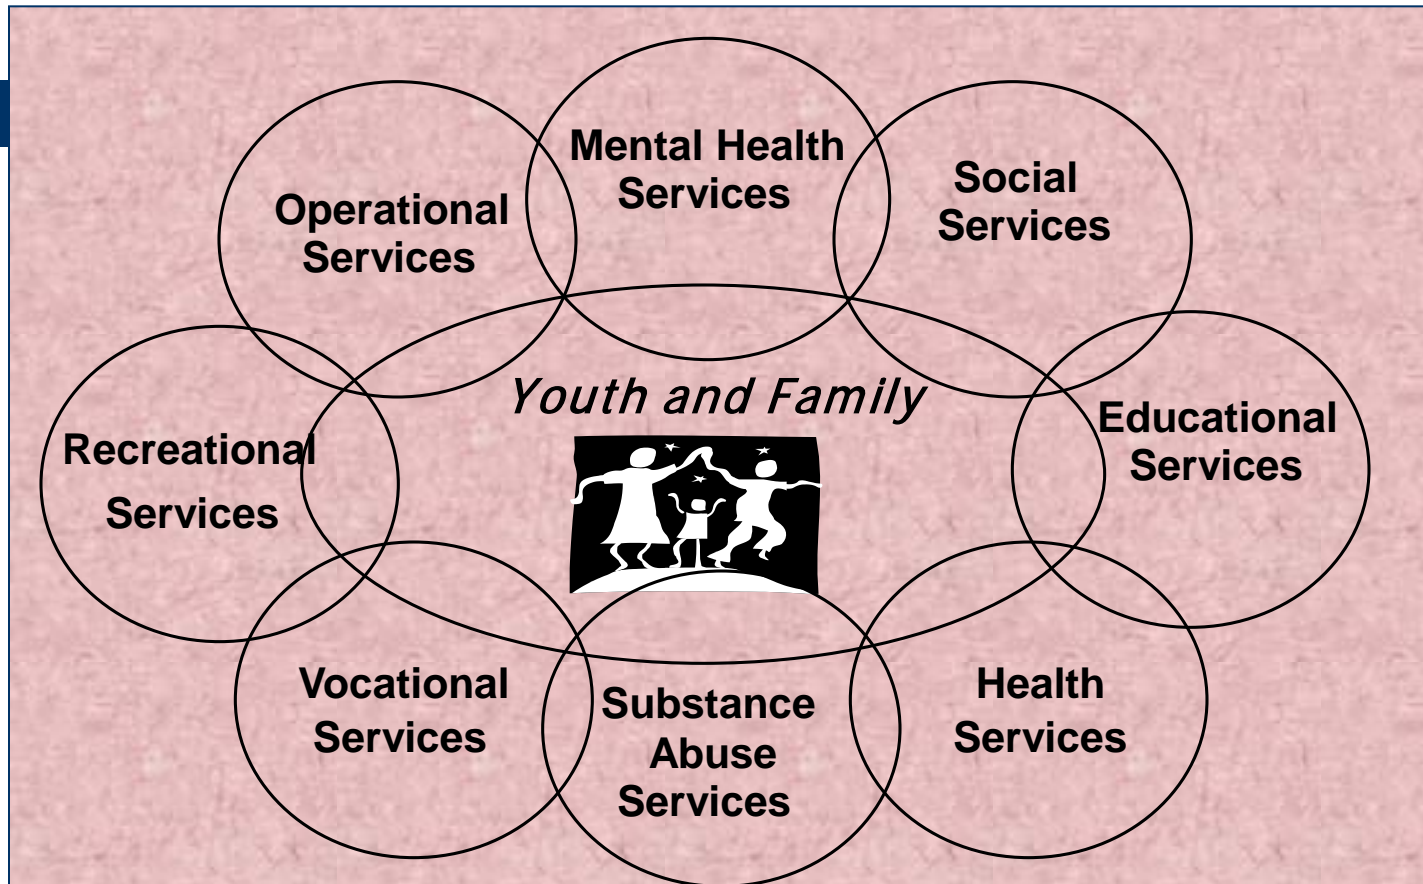 Mental Health
Services
Social
Services
Operational
Services
Youth and Family
Educational
Services
Recreational
Services
Vocational
Services
Substance
Abuse
Services
Health
Services